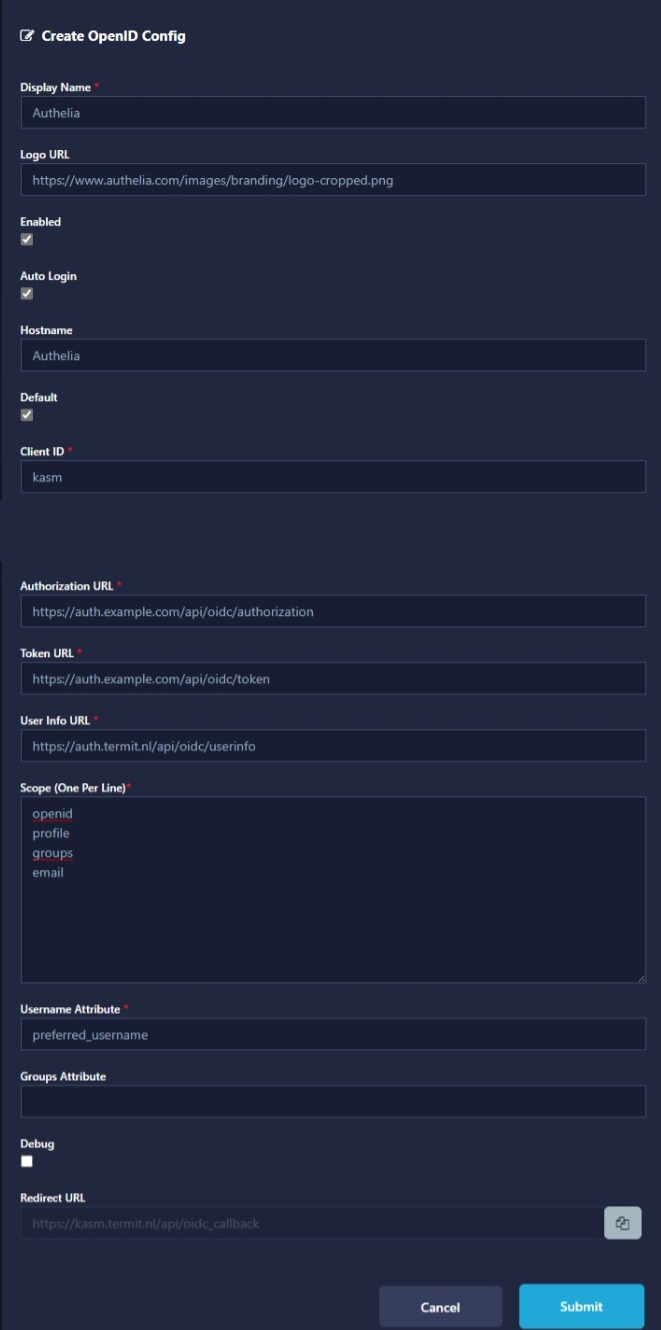 Create OpenID Config
Display Name *
Authelia
Logo URL
https://www.authelia.com/images/branding/logo-cropped.png
Enabled
Auto Login
Hostname
Authelia
Default
Client ID *
kasm
Authorization URL *
https://auth.example.com/api/oidc/authorization
Token URL *
https://auth.example.com/api/oidc/token
User Info URL *
https://auth.termit.nl/api/oidc/userinfo
Scope (One Per Line)*
openid
profile
groups
email
Username Attribute *
preferred_username
Groups Attribute
Debug
Redirect URL
https://kasm.termit.nl/api/oidc_callback
Cancel Submit